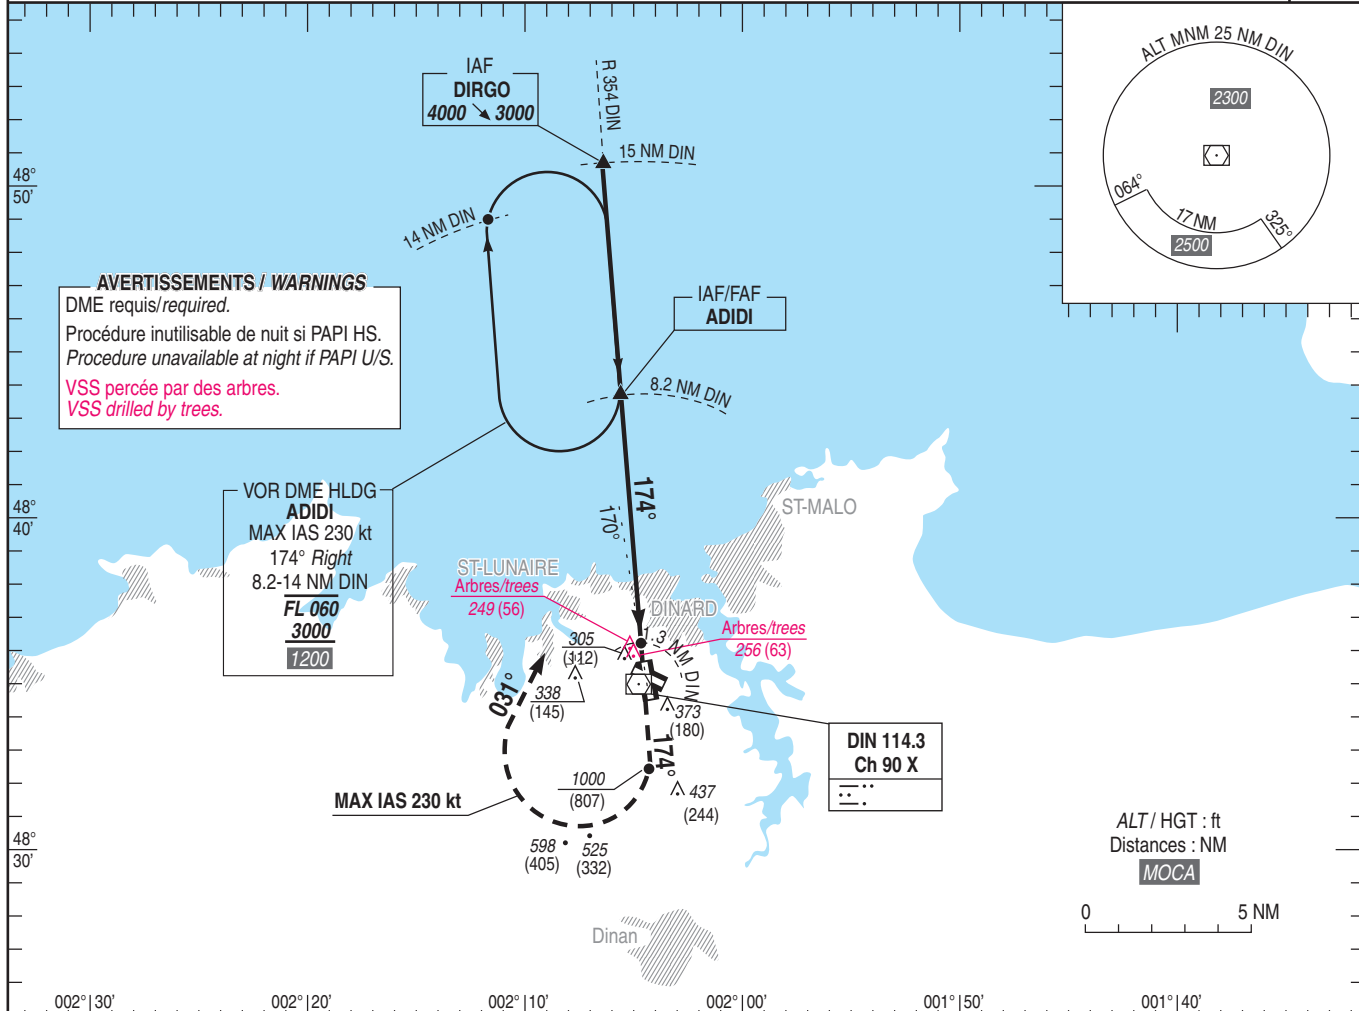 IAF
DIRGO
4000 ↘ 3000
R 354 DIN
15 NM DIN
14 NM DIN
ALT MNM 25 NM DIN
2300
064°
17 NM
325°
2500
48°
50'
AVERTISSEMENTS / WARNINGS
DME requis/required.
Procédure inutilisable de nuit si PAPI HS.
Procedure unavailable at night if PAPI U/S.
VSS percée par des arbres.
VSS drilled by trees.
IAF/FAF
ADIDI
8.2 NM DIN
VOR DME HLDG
ADIDI
MAX IAS 230 kt
174° Right
8.2-14 NM DIN
FL 060
3000
1200
48°
40'
174°
170°
ST-MALO
ST-LUNAIRE
Arbres/trees
249 (56)
DINARD
Arbres/trees
256 (63)
1.3 NM DIN
305
(112)
338
(145)
031°
373
(180)
174°
DIN 114.3
Ch 90 X
1000
(807)
437
(244)
MAX IAS 230 kt
598
(405)
525
(332)
48°
30'
ALT / HGT : ft
Distances : NM
MOCA
0 5 NM
Dinan
002° 30'
002° 20'
002° 10'
002° 00'
001° 50'
001° 40'